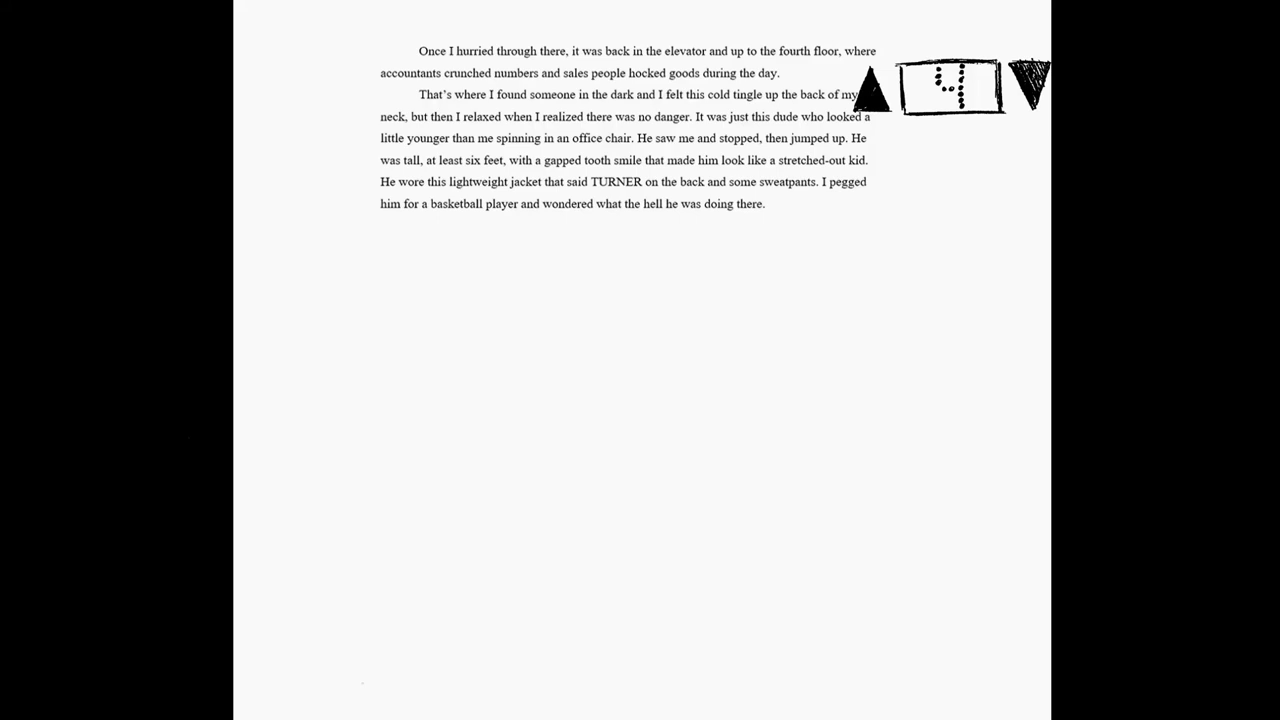 Once I hurried through there, it was back in the elevator and up to the fourth floor, where
accountants crunched numbers and sales people hocked goods during the day.
That’s where I found someone in the dark and I felt this cold tingle up the back of my
neck, but then I relaxed when I realized there was no danger. It was just this dude who looked a
little younger than me spinning in an office chair. He saw me and stopped, then jumped up. He
was tall, at least six feet, with a gapped tooth smile that made him look like a stretched-out kid.
He wore this lightweight jacket that said TURNER on the back and some sweatpants. I pegged
him for a basketball player and wondered what the hell he was doing there.
4